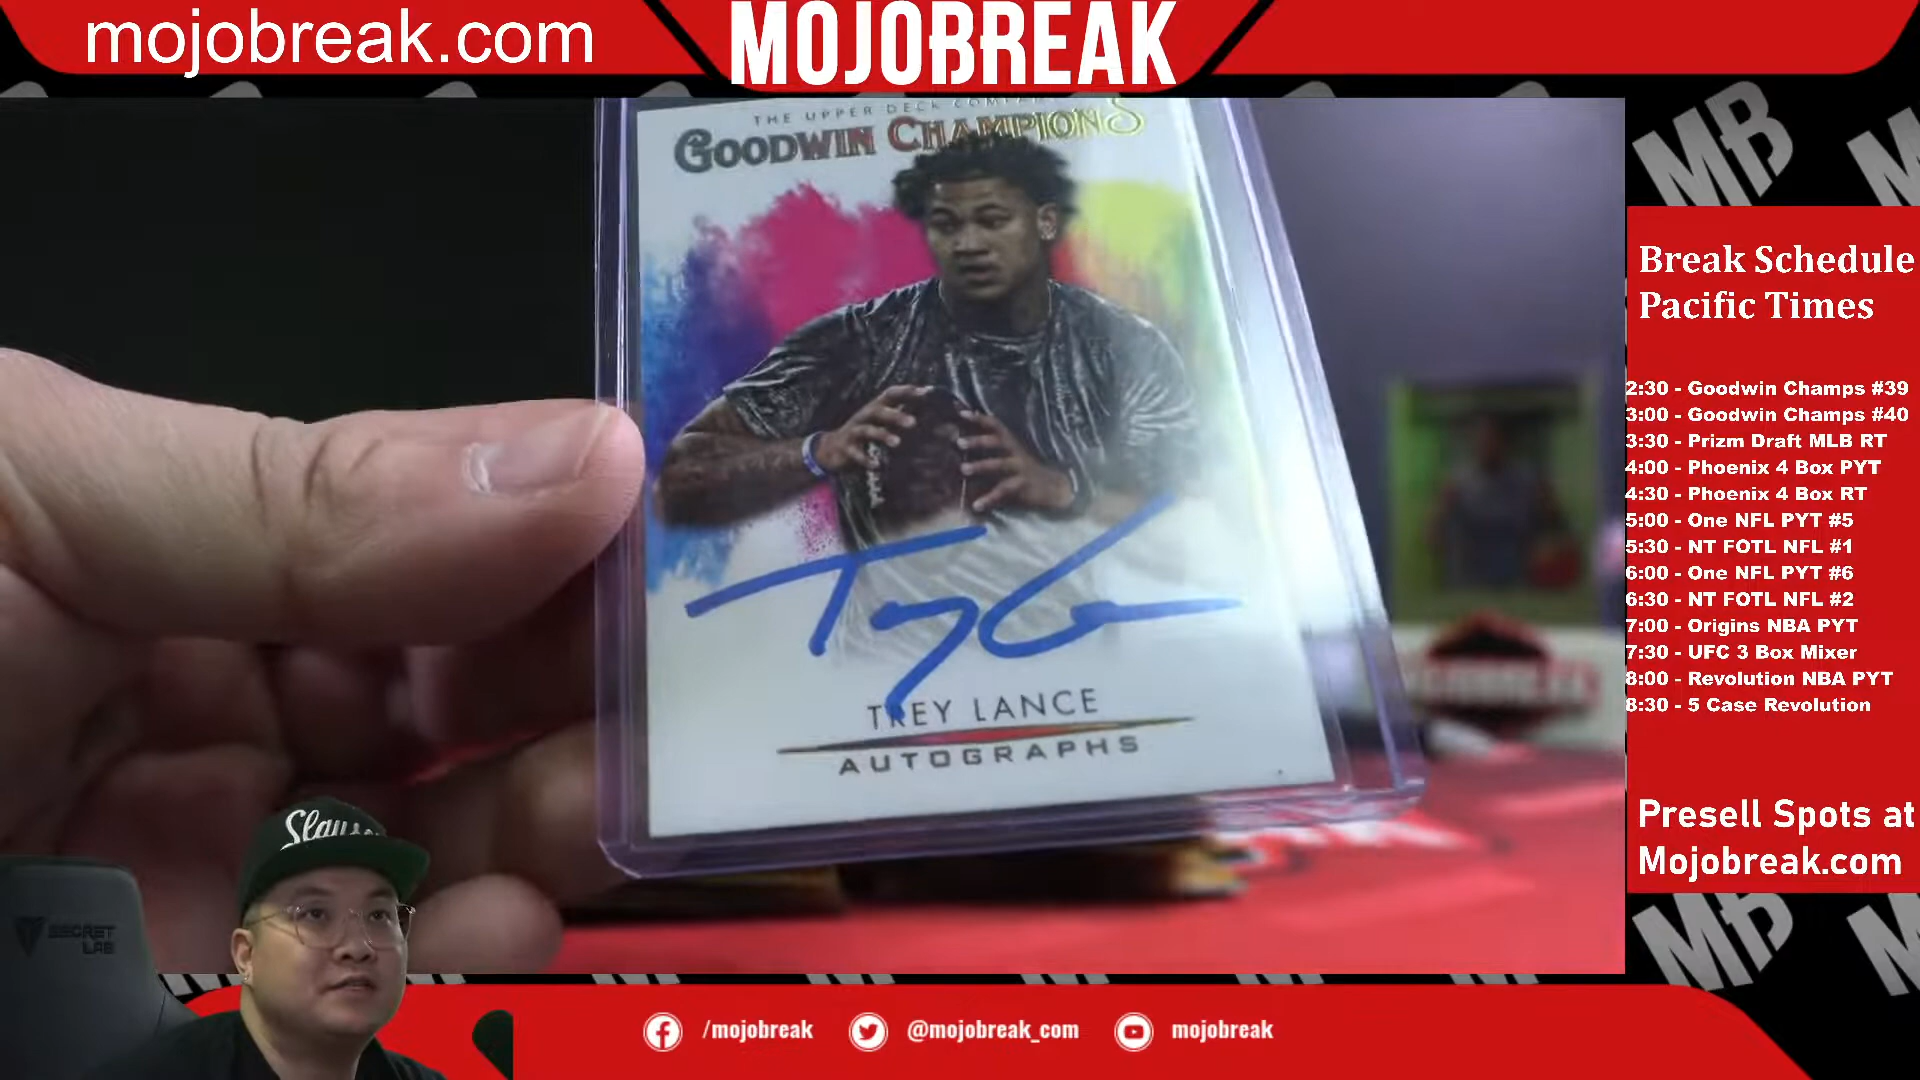 mojobreak.com
MOJOBREAK
THE UPPER DECK COMPANY
GOODWIN CHAMPIONS
TREY LANCE
AUTOGRAPHS
Break Schedule
Pacific Times
2:30 - Goodwin Champs #39
3:00 - Goodwin Champs #40
3:30 - Prizm Draft MLB RT
4:00 - Phoenix 4 Box PYT
4:30 - Phoenix 4 Box RT
5:00 - One NFL PYT #5
5:30 - NT FOTL NFL #1
6:00 - One NFL PYT #6
6:30 - NT FOTL NFL #2
7:00 - Origins NBA PYT
7:30 - UFC 3 Box Mixer
8:00 - Revolution NBA PYT
8:30 - 5 Case Revolution
Presell Spots at
Mojobreak.com
MB
MB
SECRET
LAB
/mojobreak
@mojobreak_com
mojobreak